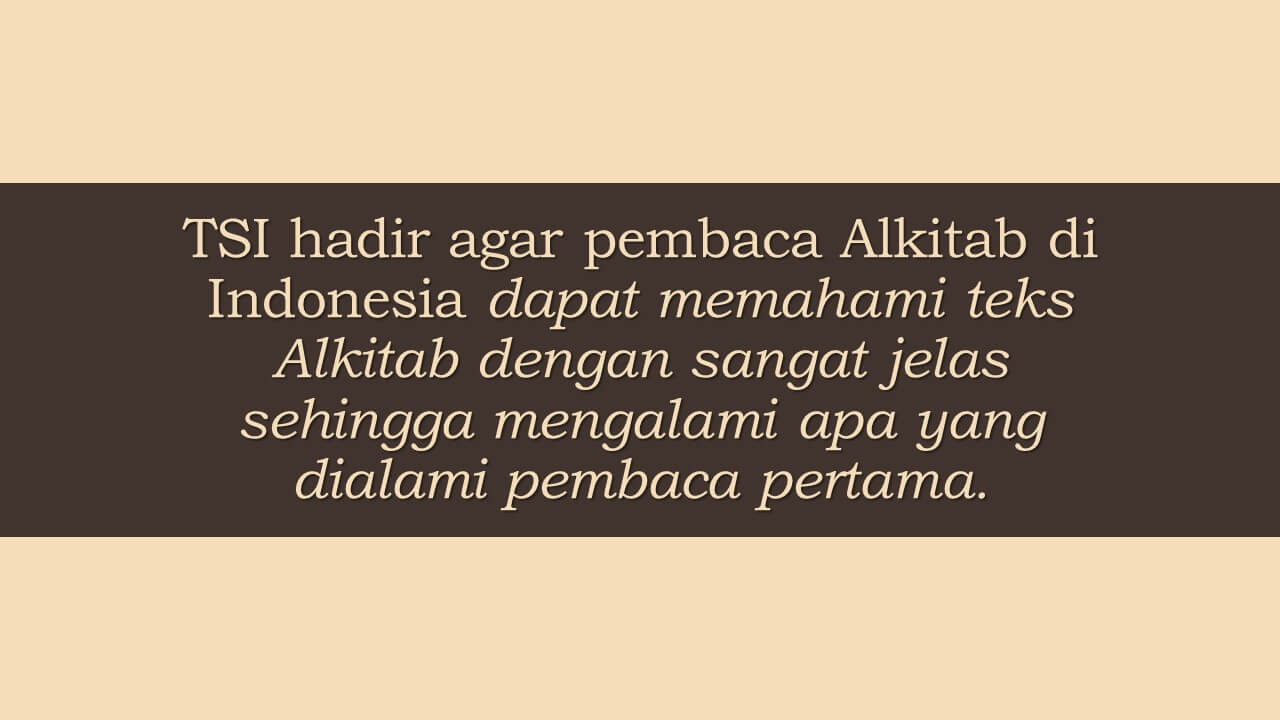 TSI hadir agar pembaca Alkitab di
Indonesia dapat memahami teks
Alkitab dengan sangat jelas
sehingga mengalami apa yang
dialami pembaca pertama.